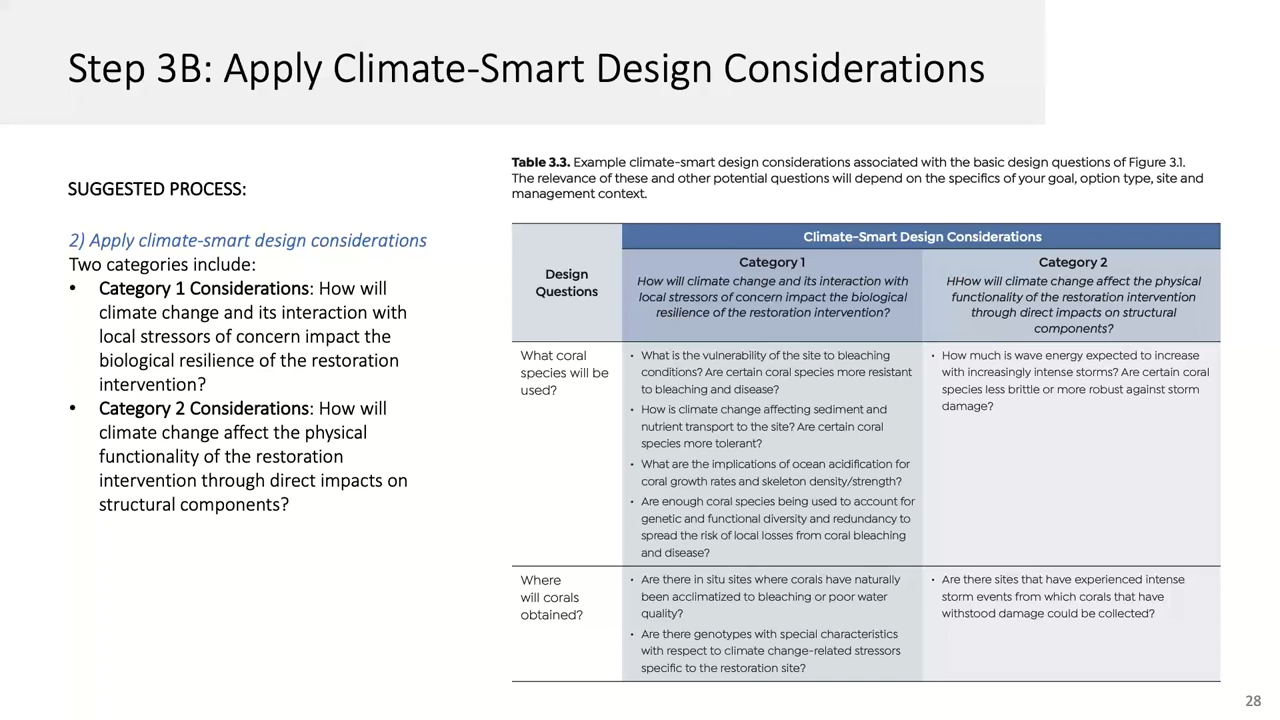 Step 3B: Apply Climate-Smart Design Considerations
SUGGESTED PROCESS:
2) Apply climate-smart design considerations
Two categories include:
• Category 1 Considerations: How will
climate change and its interaction with
local stressors of concern impact the
biological resilience of the restoration
intervention?
• Category 2 Considerations: How will
climate change affect the physical
functionality of the restoration
intervention through direct impacts on
structural components?
Table 3.3. Example climate-smart design considerations associated with the basic design questions of Figure 3.1.
The relevance of these and other potential questions will depend on the specifics of your goal, option type, site and
management context.
Design
Questions
Climate-Smart Design Considerations
Category 1
How will climate change and its interaction with
local stressors of concern impact the biological
resilience of the restoration intervention?
Category 2
HHow will climate change affect the physical
functionality of the restoration intervention
through direct impacts on structural
components?
What coral
species will be
used?
• What is the vulnerability of the site to bleaching
conditions? Are certain coral species more resistant
to bleaching and disease?
• How is climate change affecting sediment and
nutrient transport to the site? Are certain coral
species more tolerant?
• What are the implications of ocean acidification for
coral growth rates and skeleton density/strength?
• Are enough coral species being used to account for
genetic and functional diversity and redundancy to
spread the risk of local losses from coral bleaching
and disease?
• How much is wave energy expected to increase
with increasingly intense storms? Are certain coral
species less brittle or more robust against storm
damage?
Where
will corals
obtained?
• Are there in situ sites where corals have naturally
been acclimatized to bleaching or poor water
quality?
• Are there genotypes with special characteristics
with respect to climate change-related stressors
specific to the restoration site?
• Are there sites that have experienced intense
storm events from which corals that have
withstood damage could be collected?
28